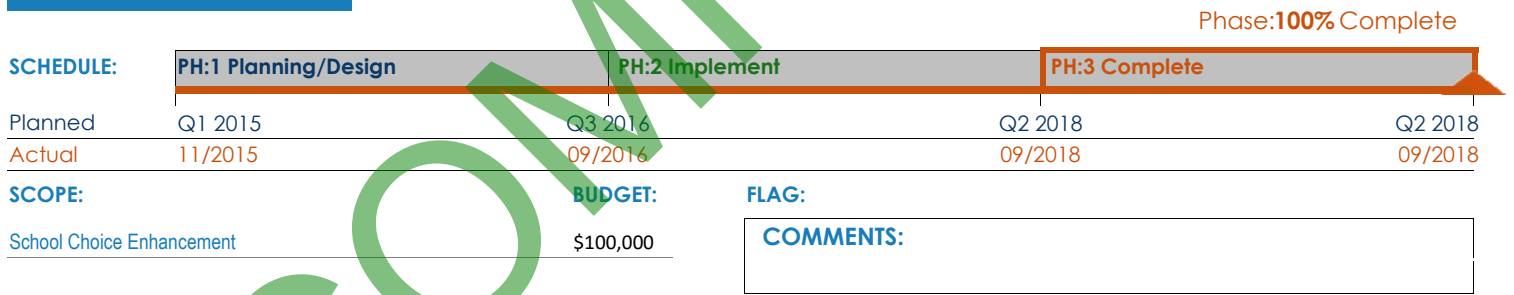 Phase:100% Complete
SCHEDULE: PH:1 Planning/Design PH:2 Implement PH:3 Complete
Planned Q1 2015 Q3 2016 Q2 2018 Q2 2018
Actual 11/2015 09/2016 09/2018 09/2018
SCOPE: BUDGET: FLAG:
School Choice Enhancement $100,000 COMMENTS: